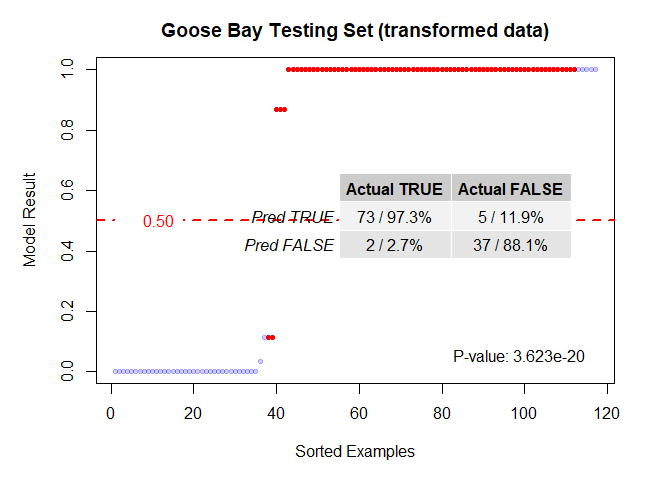 Goose Bay Testing Set (transformed data)
Model Result
1.0
0.8
0.6
0.4
0.2
0.0
0.50
Actual TRUE Actual FALSE
Pred TRUE 73 / 97.3% 5 / 11.9%
Pred FALSE 2 / 2.7% 37 / 88.1%
P-value: 3.623e-20
0 20 40 60 80 100 120
Sorted Examples